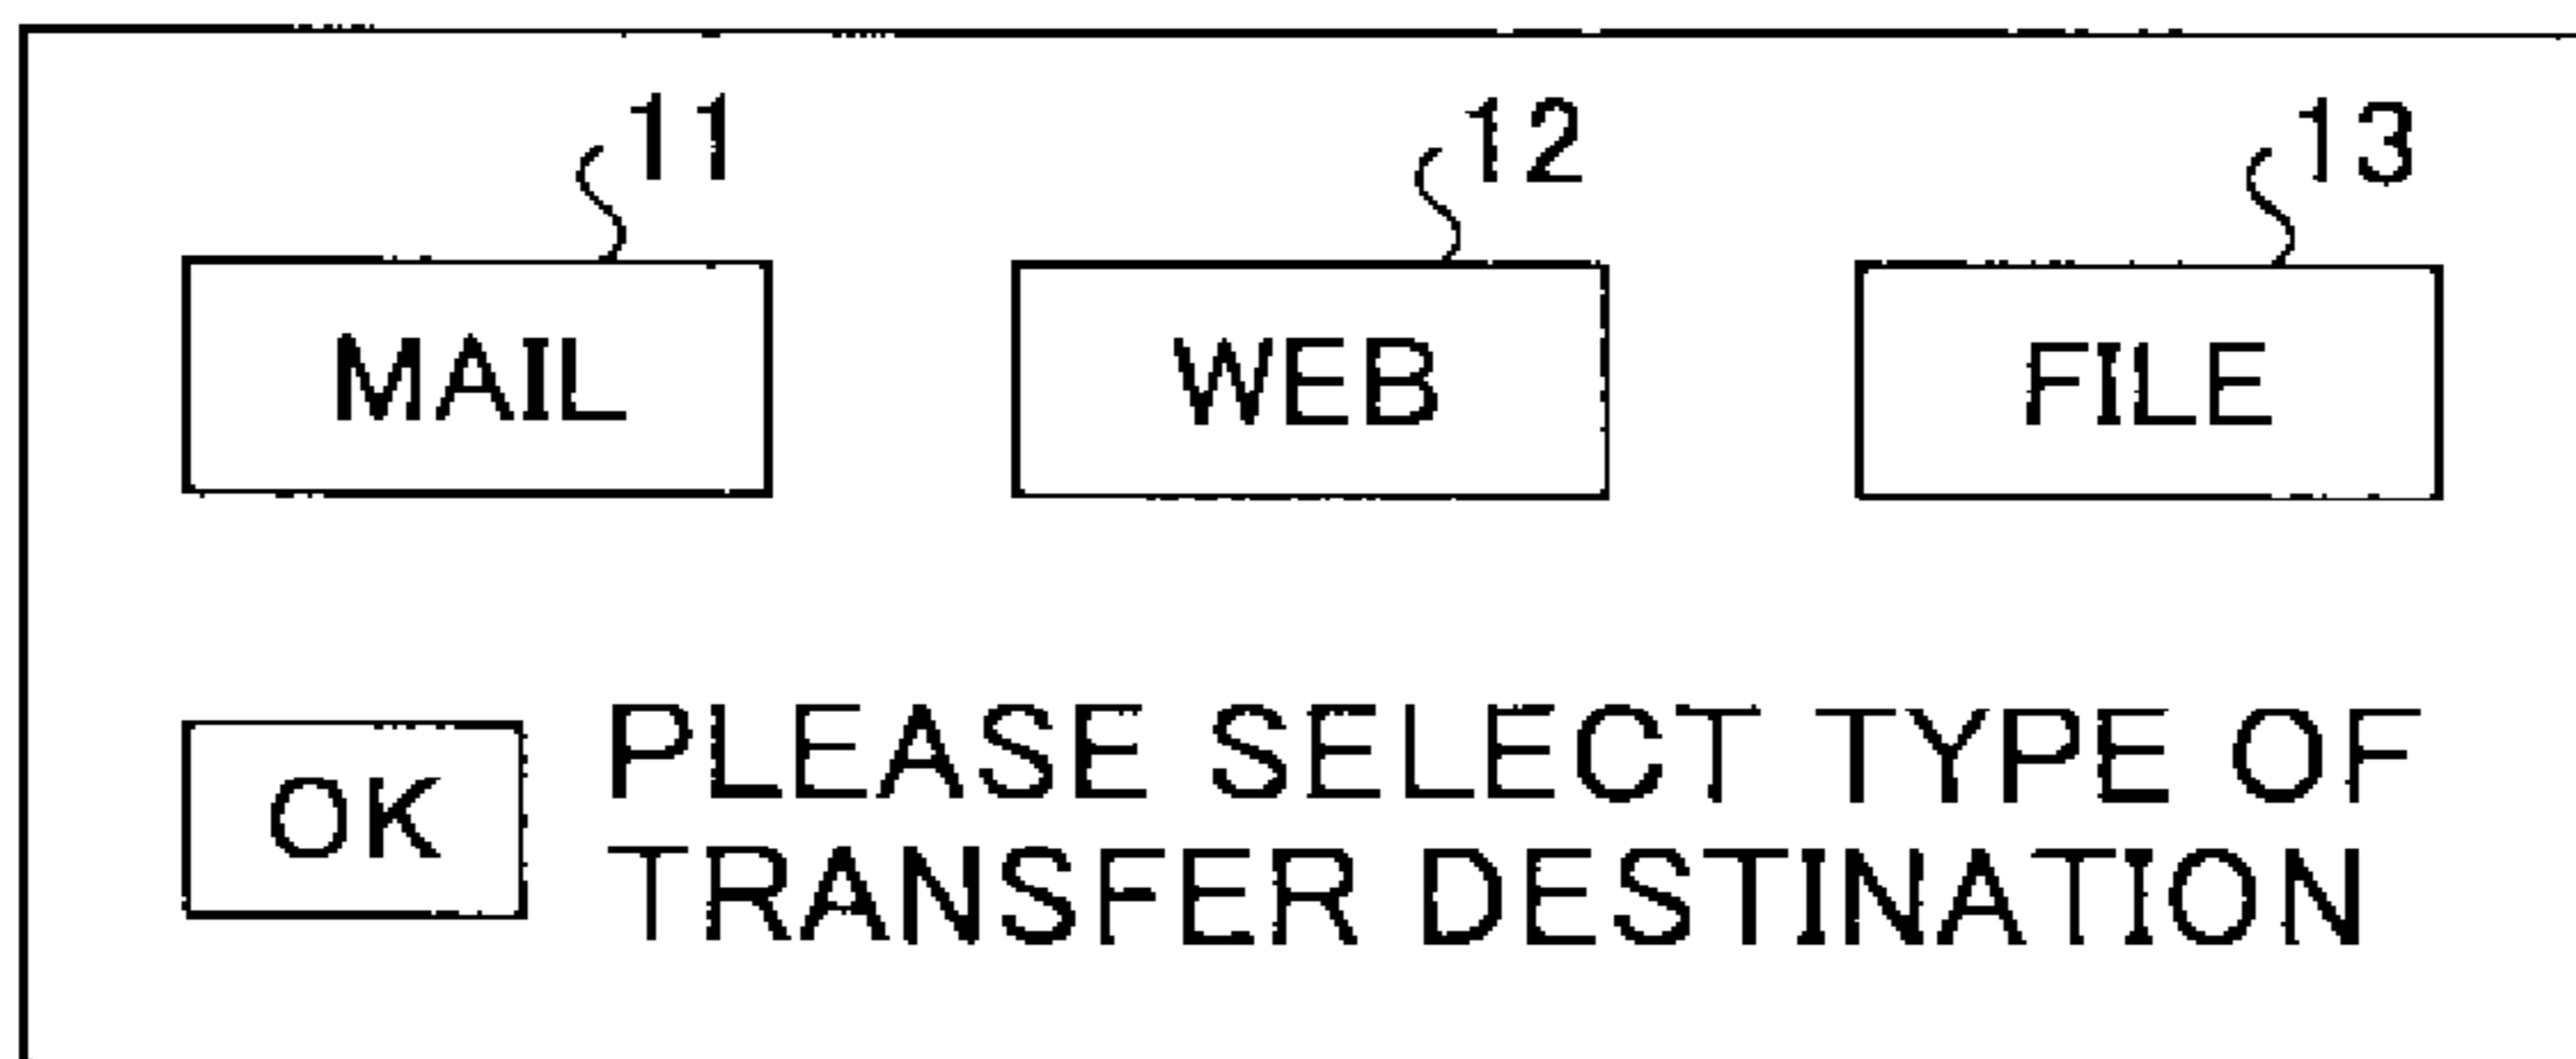 11
12
13
MAIL
WEB
FILE
OK
PLEASE SELECT TYPE OF
TRANSFER DESTINATION